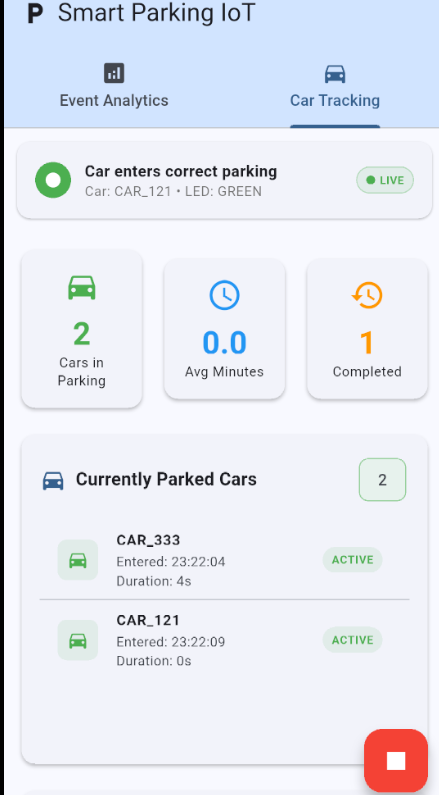 P Smart Parking IoT
Event Analytics
Car Tracking
Car enters correct parking
Car: CAR_121 • LED: GREEN
LIVE
2
Cars in
Parking
0.0
Avg Minutes
1
Completed
Currently Parked Cars
2
CAR_333
Entered: 23:22:04
Duration: 4s
ACTIVE
CAR_121
Entered: 23:22:09
Duration: 0s
ACTIVE